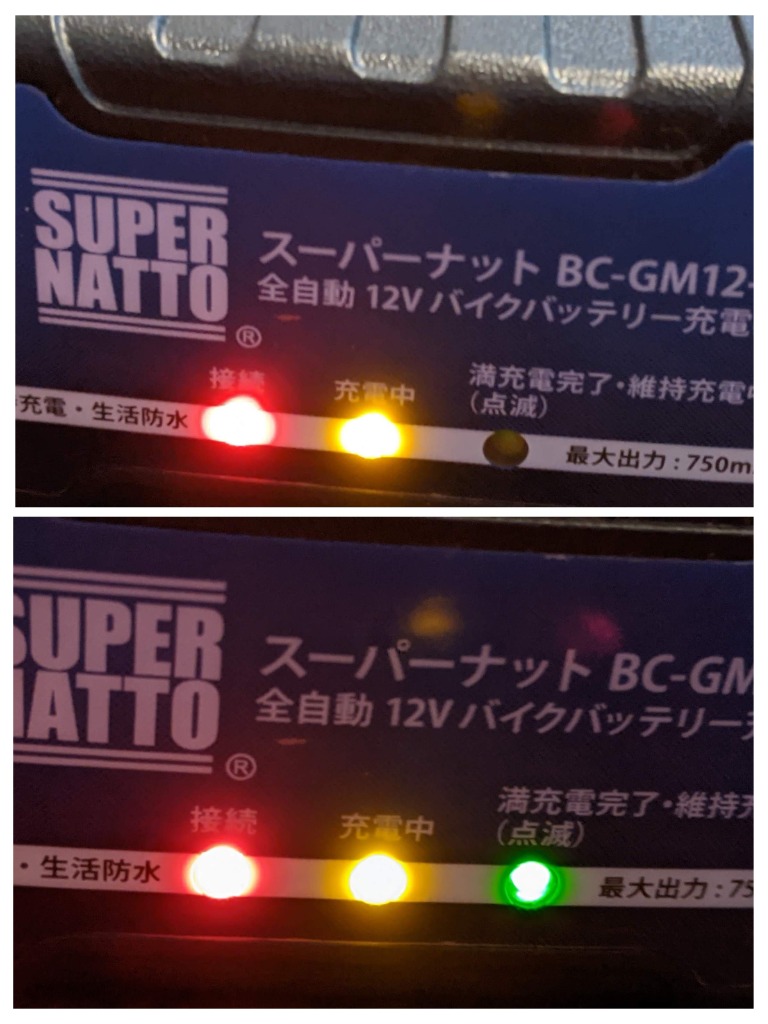 SUPER
NATTO
®
スーパーナット BC-GM12-
全自動 12V バイクバッテリー充電
接続
充電中
満充電完了・維持充電中
(点滅)
充電・生活防水
最大出力:750m
SUPER
NATTO
®
スーパーナット BC-GM
全自動 12V バイクバッテリー
接続
充電中
満充電完了・維持充
(点滅)
・生活防水
最大出力:75